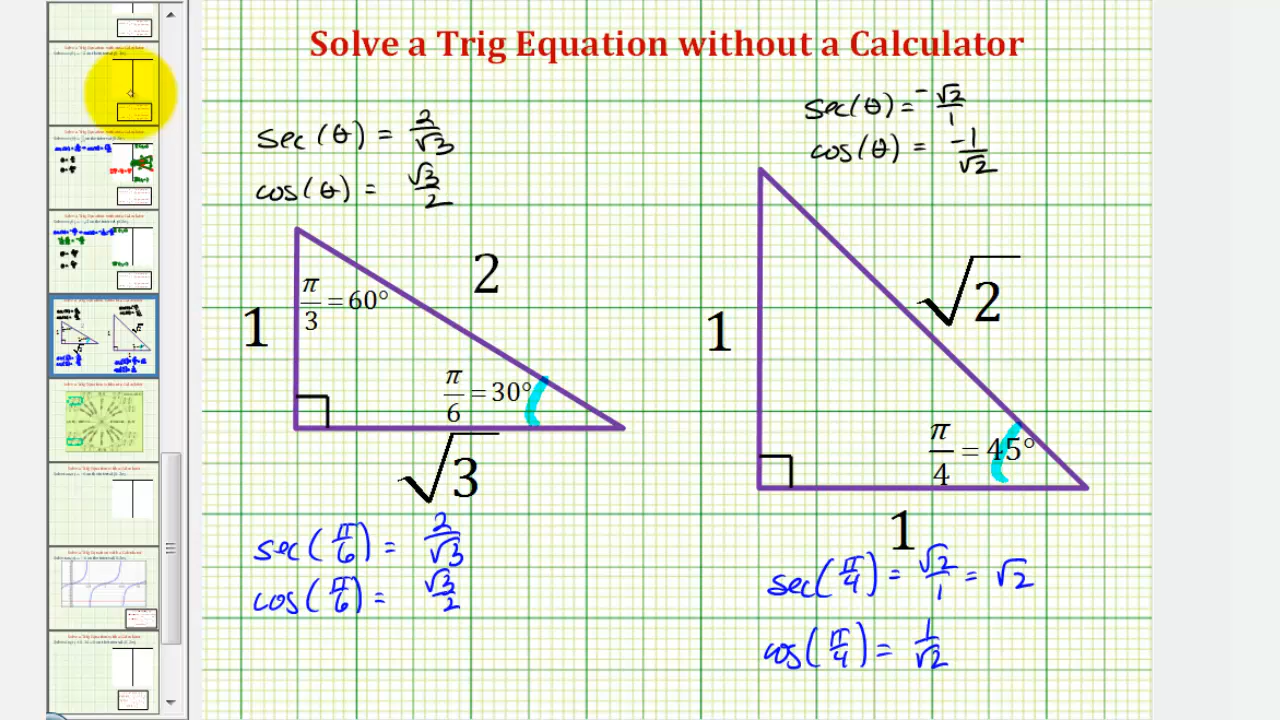 Solve a Trig Equation without a Calculator
sec(θ) = 2/√3
cos(θ) = √3/2
π/3 = 60°
1
2
π/6 = 30°
√3
sec(π/6) = 2/√3
cos(π/6) = √3/2
sec(θ) = -√2/1
cos(θ) = -1/√2
1
√2
π/4 = 45°
1
sec(π/4) = √2/1 = √2
cos(π/4) = 1/√2